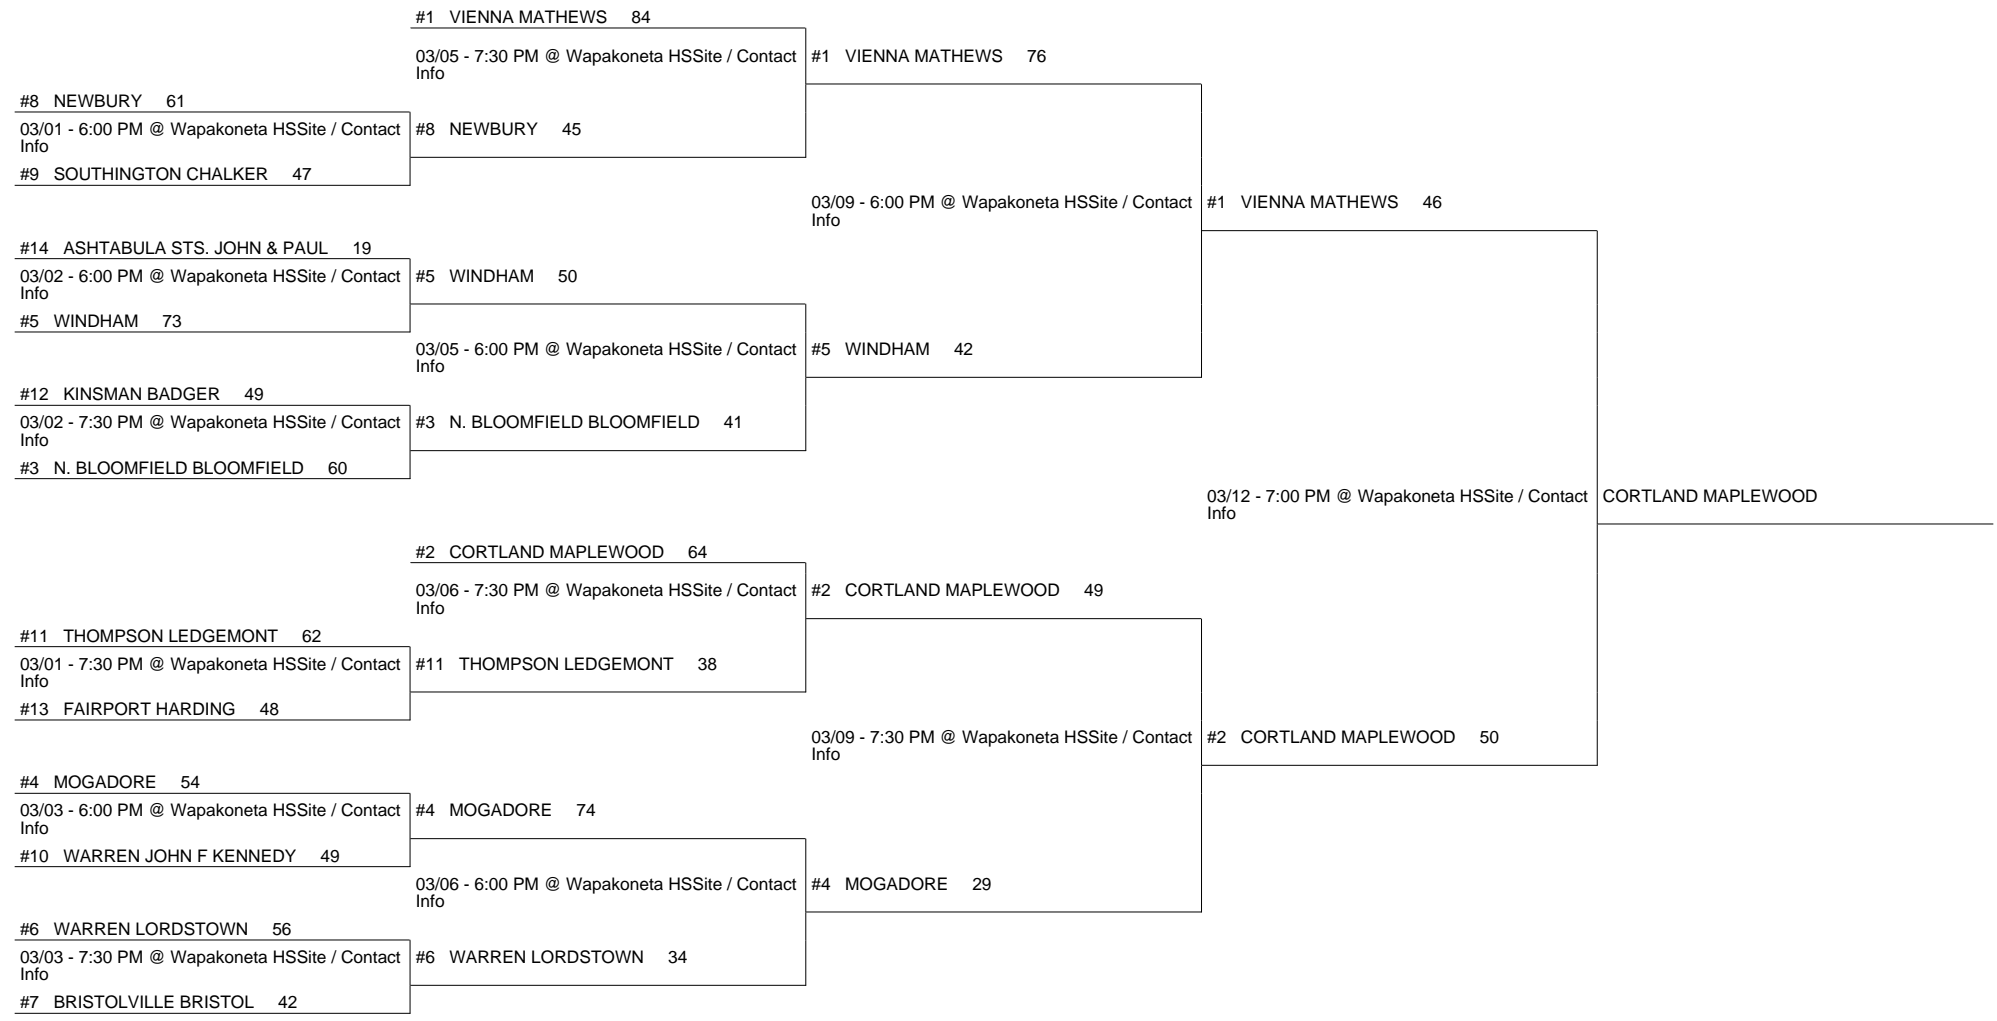 #1 VIENNA MATHEWS 84
03/05 - 7:30 PM @ Wapakoneta HSSite / Contact
Info
#1 VIENNA MATHEWS 76
#8 NEWBURY 61
03/01 - 6:00 PM @ Wapakoneta HSSite / Contact
Info
#8 NEWBURY 45
#9 SOUTHINGTON CHALKER 47
03/09 - 6:00 PM @ Wapakoneta HSSite / Contact
Info
#1 VIENNA MATHEWS 46
#14 ASHTABULA STS. JOHN & PAUL 19
03/02 - 6:00 PM @ Wapakoneta HSSite / Contact
Info
#5 WINDHAM 50
#5 WINDHAM 73
03/05 - 6:00 PM @ Wapakoneta HSSite / Contact
Info
#5 WINDHAM 42
#12 KINSMAN BADGER 49
03/02 - 7:30 PM @ Wapakoneta HSSite / Contact
Info
#3 N. BLOOMFIELD BLOOMFIELD 41
#3 N. BLOOMFIELD BLOOMFIELD 60
03/12 - 7:00 PM @ Wapakoneta HSSite / Contact
Info
CORTLAND MAPLEWOOD
#2 CORTLAND MAPLEWOOD 64
03/06 - 7:30 PM @ Wapakoneta HSSite / Contact
Info
#2 CORTLAND MAPLEWOOD 49
#11 THOMPSON LEDGEMONT 62
03/01 - 7:30 PM @ Wapakoneta HSSite / Contact
Info
#11 THOMPSON LEDGEMONT 38
#13 FAIRPORT HARDING 48
03/09 - 7:30 PM @ Wapakoneta HSSite / Contact
Info
#2 CORTLAND MAPLEWOOD 50
#4 MOGADORE 54
03/03 - 6:00 PM @ Wapakoneta HSSite / Contact
Info
#4 MOGADORE 74
#10 WARREN JOHN F KENNEDY 49
03/06 - 6:00 PM @ Wapakoneta HSSite / Contact
Info
#4 MOGADORE 29
#6 WARREN LORDSTOWN 56
03/03 - 7:30 PM @ Wapakoneta HSSite / Contact
Info
#6 WARREN LORDSTOWN 34
#7 BRISTOLVILLE BRISTOL 42